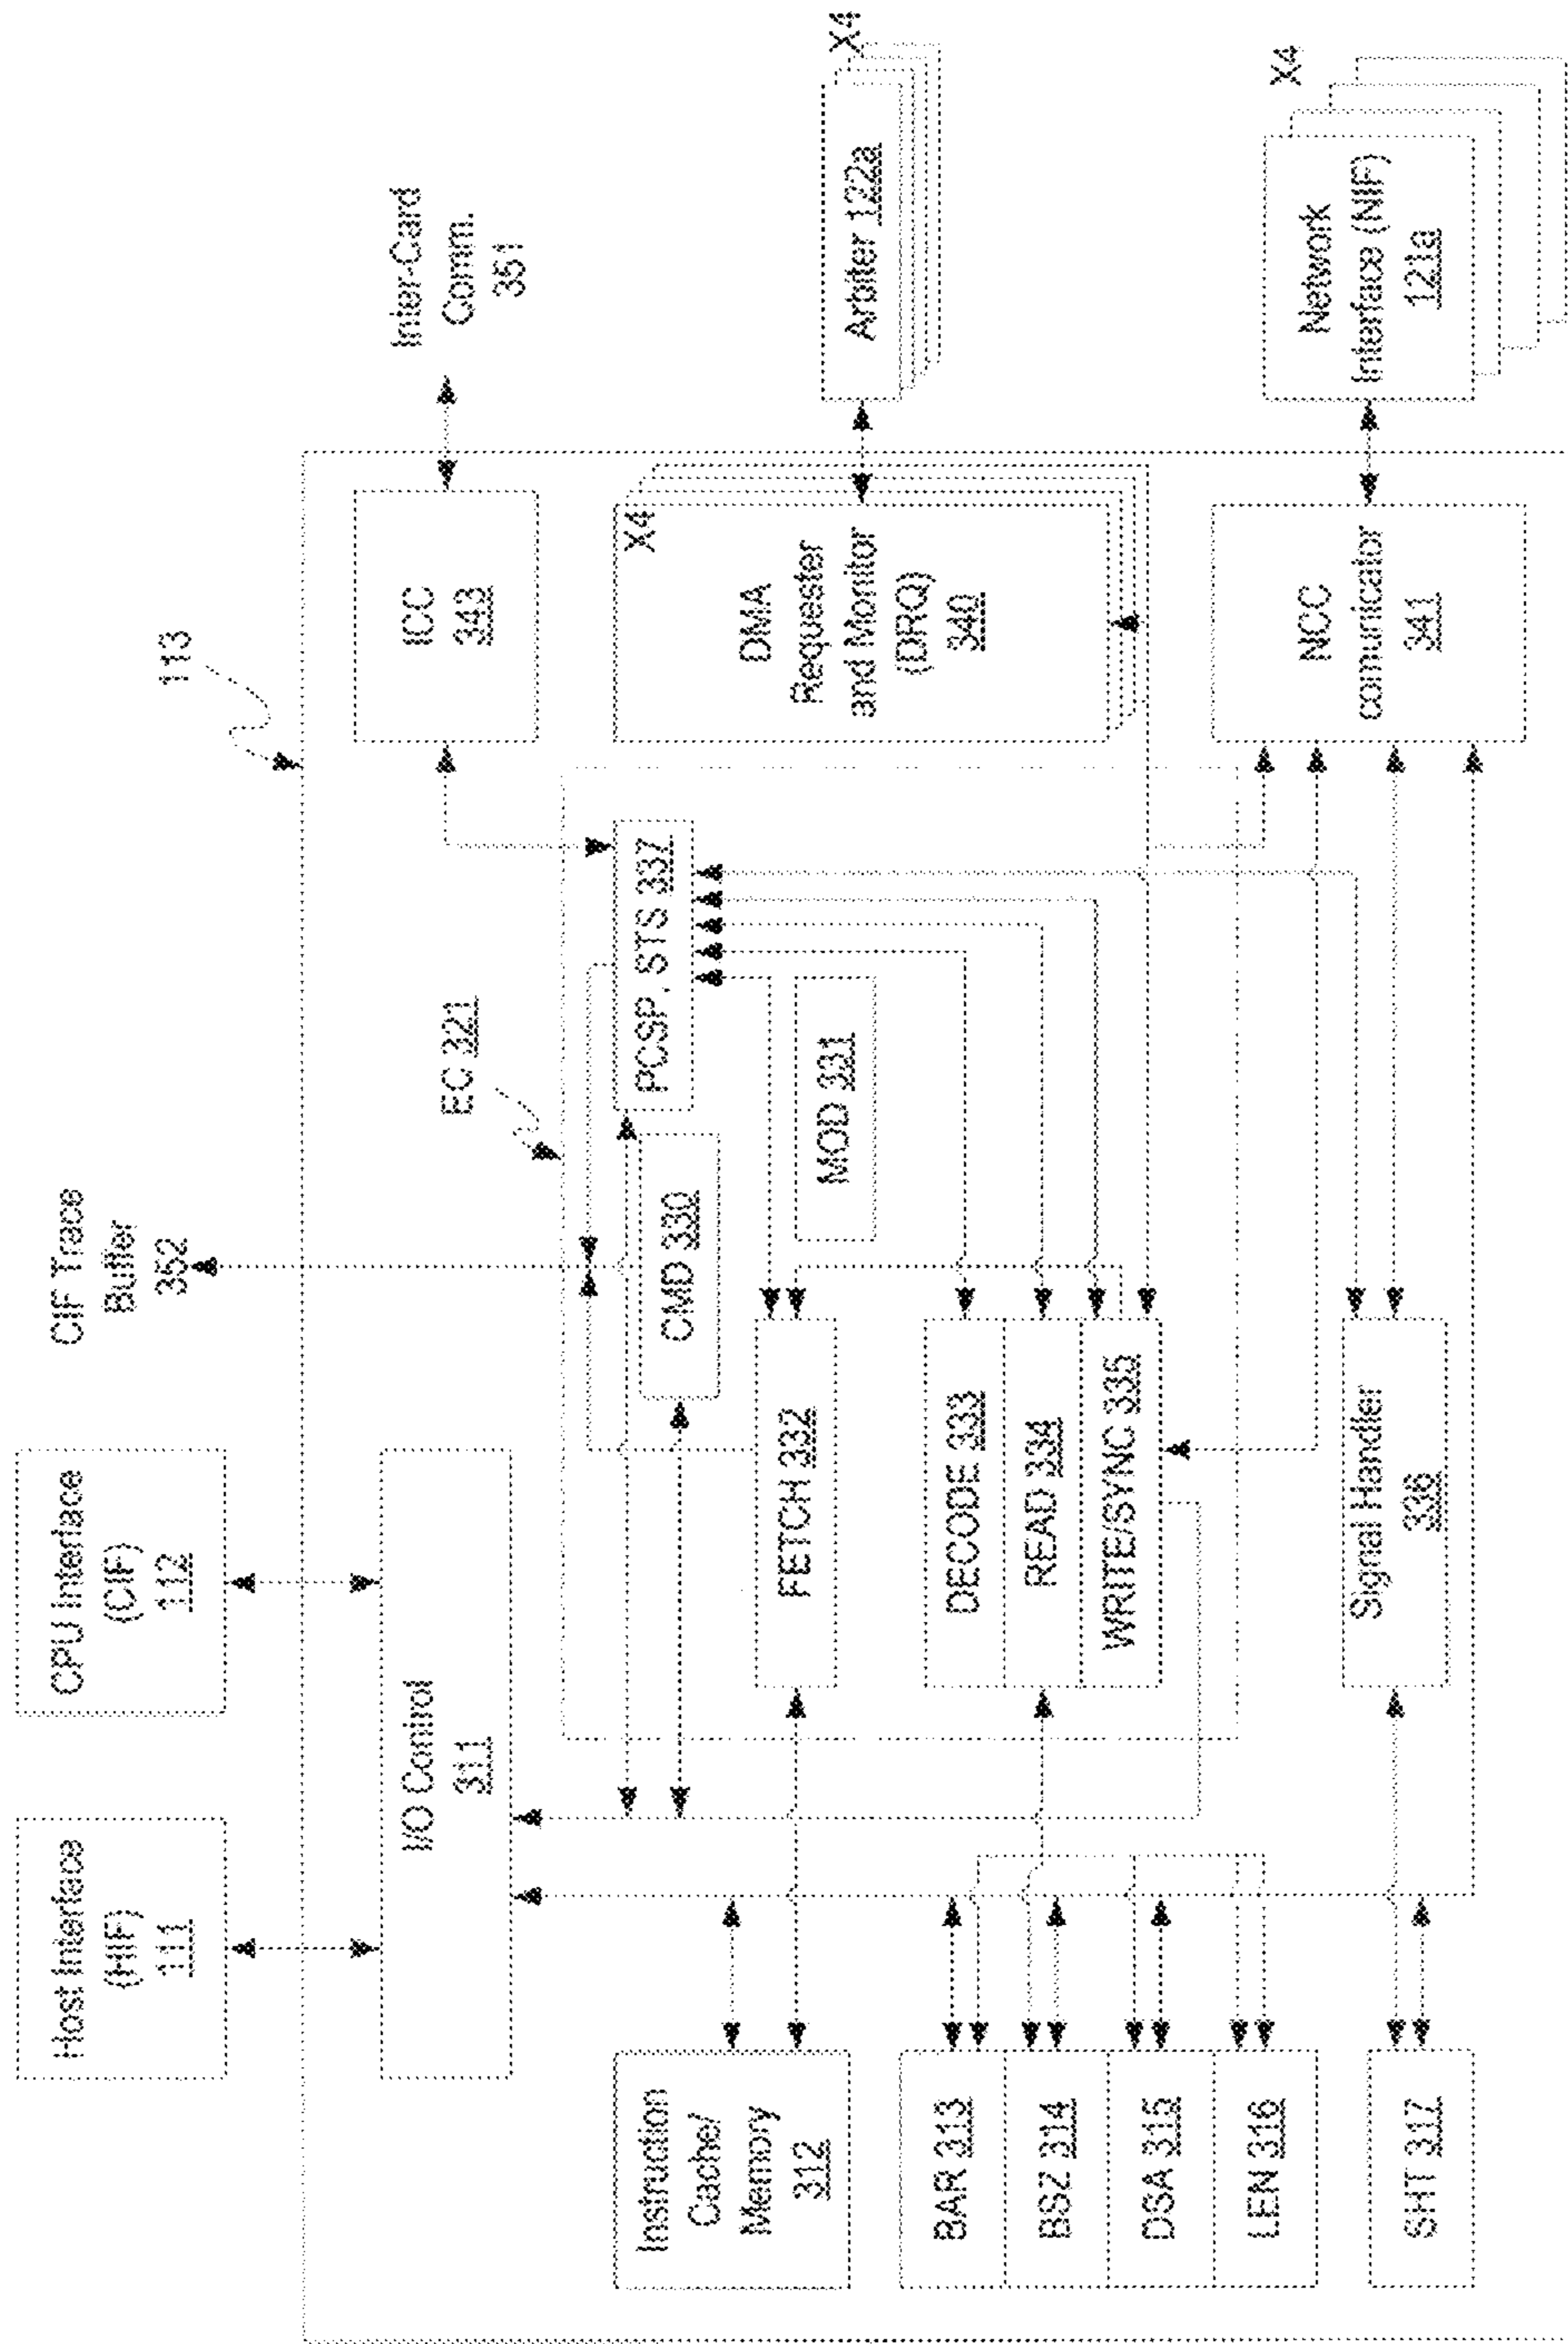 Host Interface
(HIF)
111
CPU Interface
(CIF)
112
CIF Trace
Buffer
352
113
I/O Control
311
EC 321
Inter-Card
Comm.
351
ICC
343
Instruction
Cache/
Memory
312
CMD 330
PCSP, STS 337
X4
DMA
Requester
and Monitor
(DRQ)
340
X4
Arbiter 122a
FETCH 332
MOD 331
BAR 313
BSZ 314
DSA 315
LEN 316
DECODE 333
READ 334
WRITE/SYNC 335
SHT 317
Signal Handler
336
NCC
comunicator
341
X4
Network
Interface (NIF)
121a